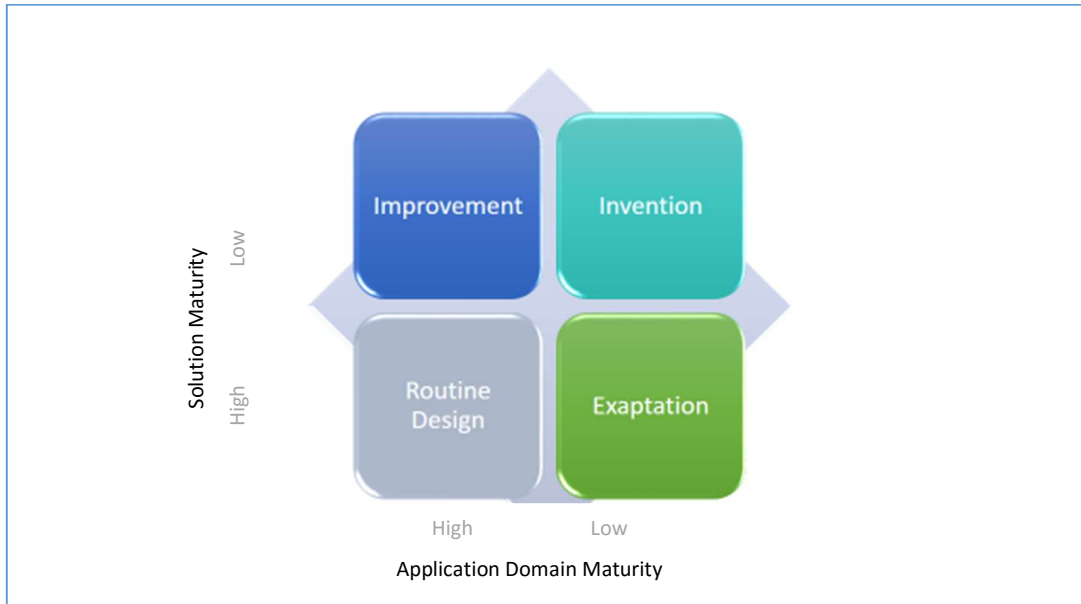 Improvement
Invention
Solution Maturity
Low
High
Routine
Design
Exaptation
High
Low
Application Domain Maturity